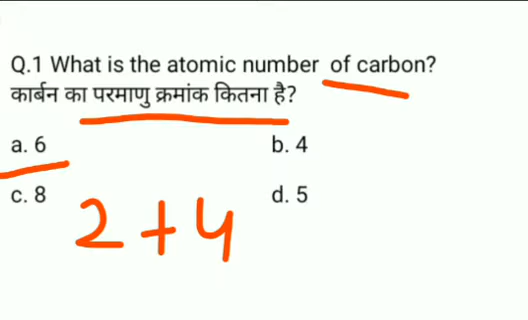 Q.1 What is the atomic number of carbon?
कार्बन का परमाणु क्रमांक कितना है?
a. 6 b. 4
c. 8 d. 5
2+4